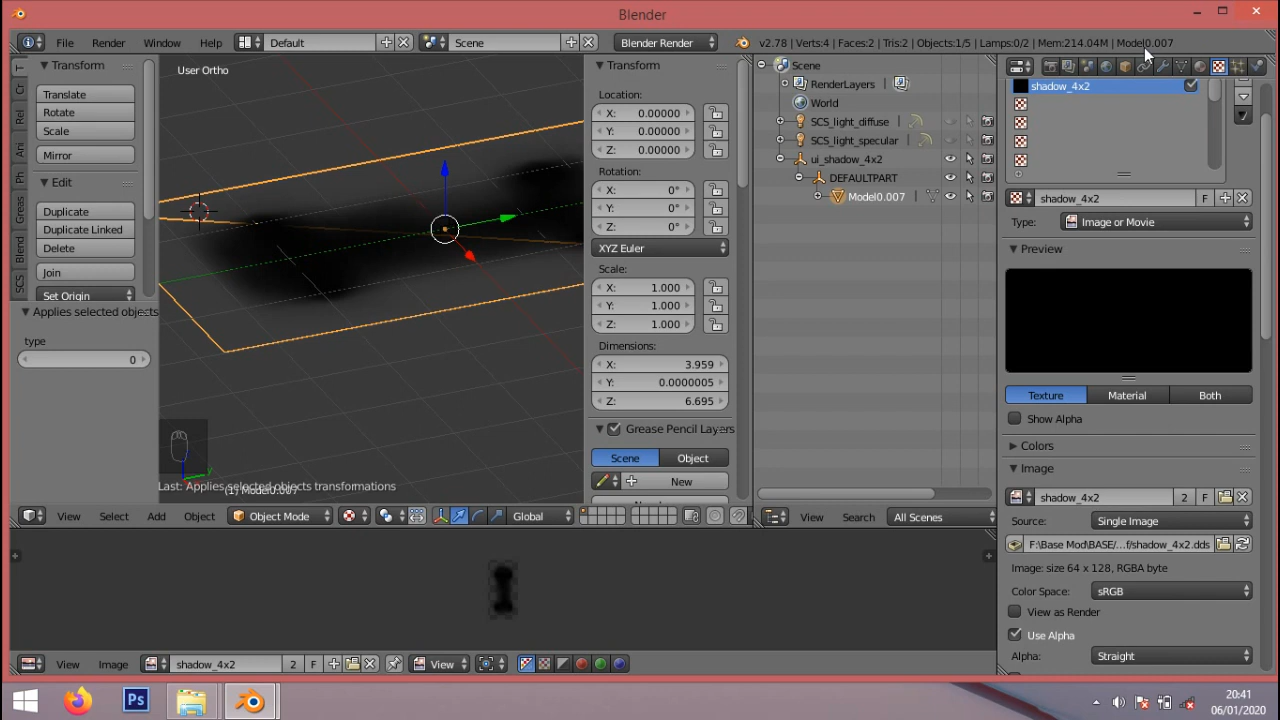 Blender
File Render Window Help Default Scene Blender Render v2.78 | Verts:4 | Faces:2 | Tris:2 | Objects:1/5 | Lamps:0/2 | Mem:214.04M | Model0.007
Transform
Translate
Rotate
Scale
Mirror
Edit
Duplicate
Duplicate Linked
Delete
Join
Set Origin
Cr
Rel
Ani
Ph
Greas
Blend
SCS
Applies selected objects
type
0
User Ortho
y
Last: Applies selected objects transformations
(1) Model0.007
Transform
Location:
X: 0.00000
Y: 0.00000
Z: 0.00000
Rotation:
X: 0°
Y: 0°
Z: 0°
XYZ Euler
Scale:
X: 1.000
Y: 1.000
Z: 1.000
Dimensions:
X: 3.959
Y: 0.0000005
Z: 6.695
Grease Pencil Layers
Scene Object
New
View Select Add Object Object Mode Global
Scene
RenderLayers
World
SCS_light_diffuse
SCS_light_specular
ui_shadow_4x2
DEFAULTPART
Model0.007
View Search All Scenes
shadow_4x2
shadow_4x2 F
Type: Image or Movie
Preview
Texture Material Both
Show Alpha
Colors
Image
shadow_4x2 2 F
Source: Single Image
F:\Base Mod\BASE/...f/shadow_4x2.dds
Image: size 64 x 128, RGBA byte
Color Space: sRGB
View as Render
Use Alpha
Alpha: Straight
View Image shadow_4x2 2 F View
Ps
20:41
06/01/2020